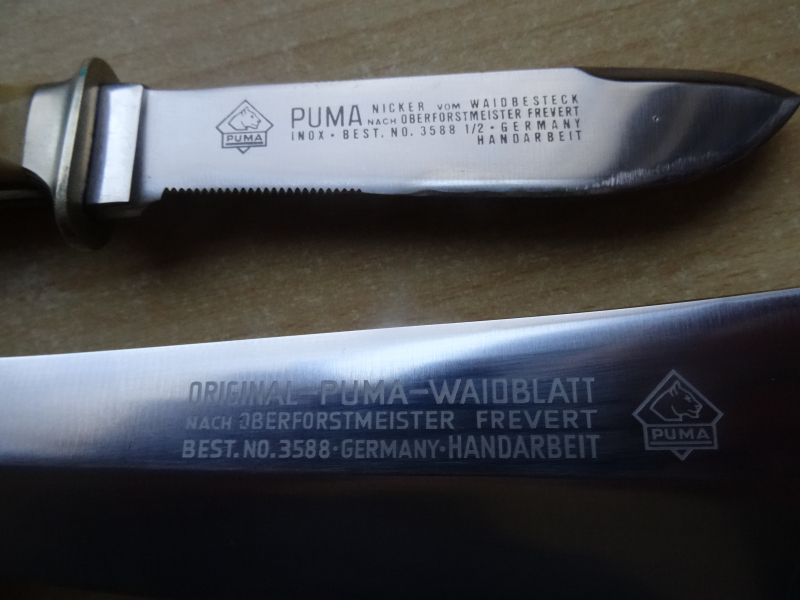 PUMA
PUMA NICKER VOM WAIDBESTECK
NACH OBERFORSTMEISTER FREVERT
INOX · BEST. NO. 3588 1/2 · GERMANY
HANDARBEIT
ORIGINAL-PUMA-WAIDBLATT
NACH OBERFORSTMEISTER FREVERT
BEST. NO. 3588 · GERMANY · HANDARBEIT
PUMA